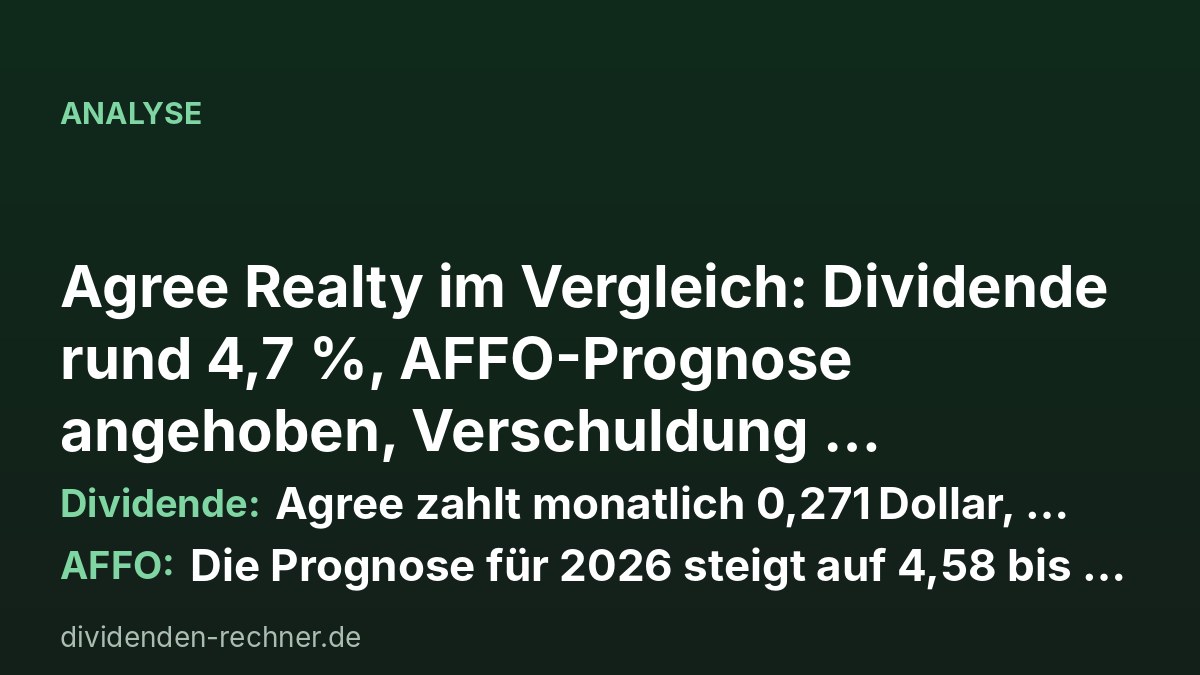 ANALYSE
Agree Realty im Vergleich: Dividende
rund 4,7 %, AFFO-Prognose
angehoben, Verschuldung …
Dividende: Agree zahlt monatlich 0,271 Dollar, …
AFFO: Die Prognose für 2026 steigt auf 4,58 bis …
dividenden-rechner.de